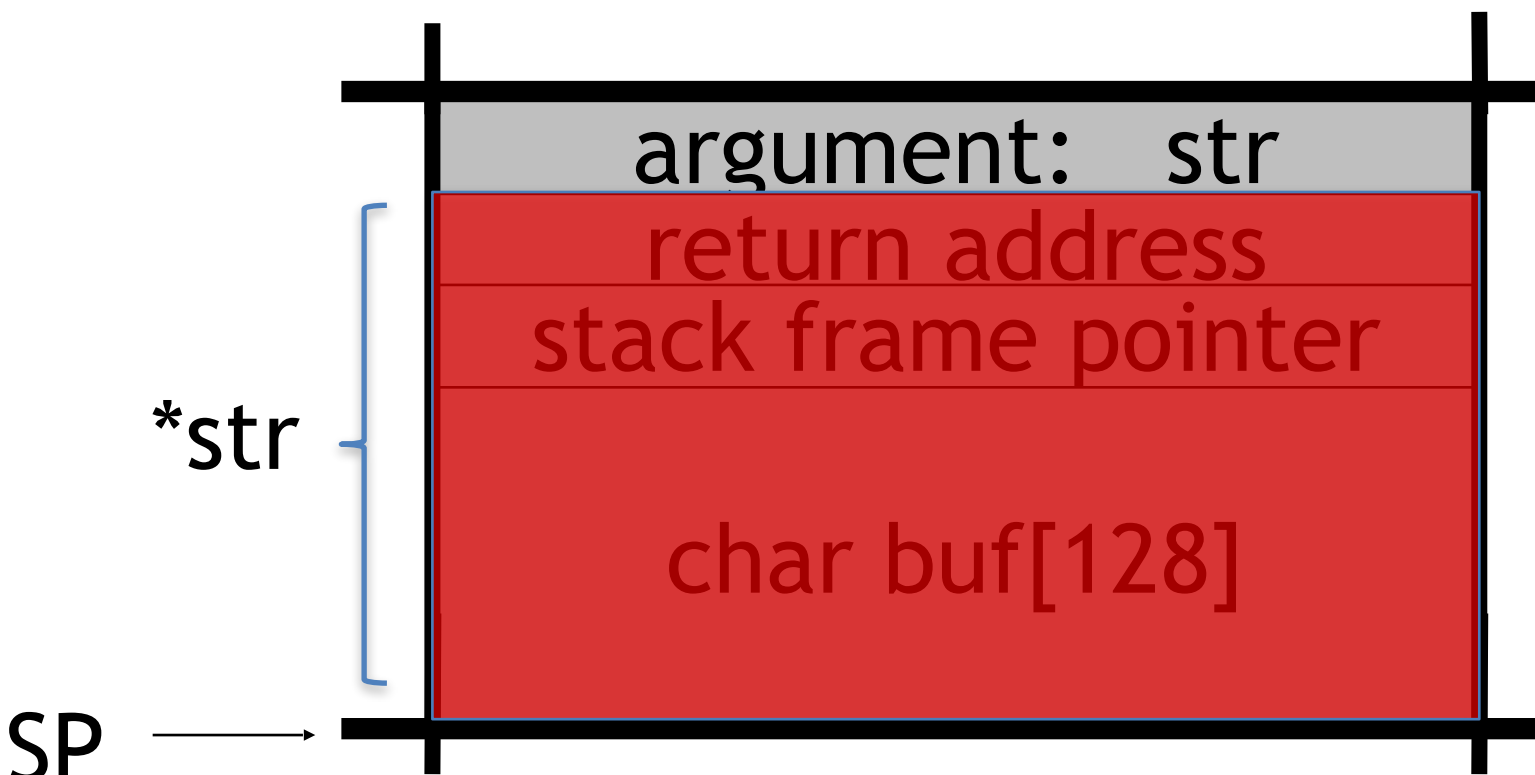 argument: str
return address
stack frame pointer
*str
char buf[128]
SP